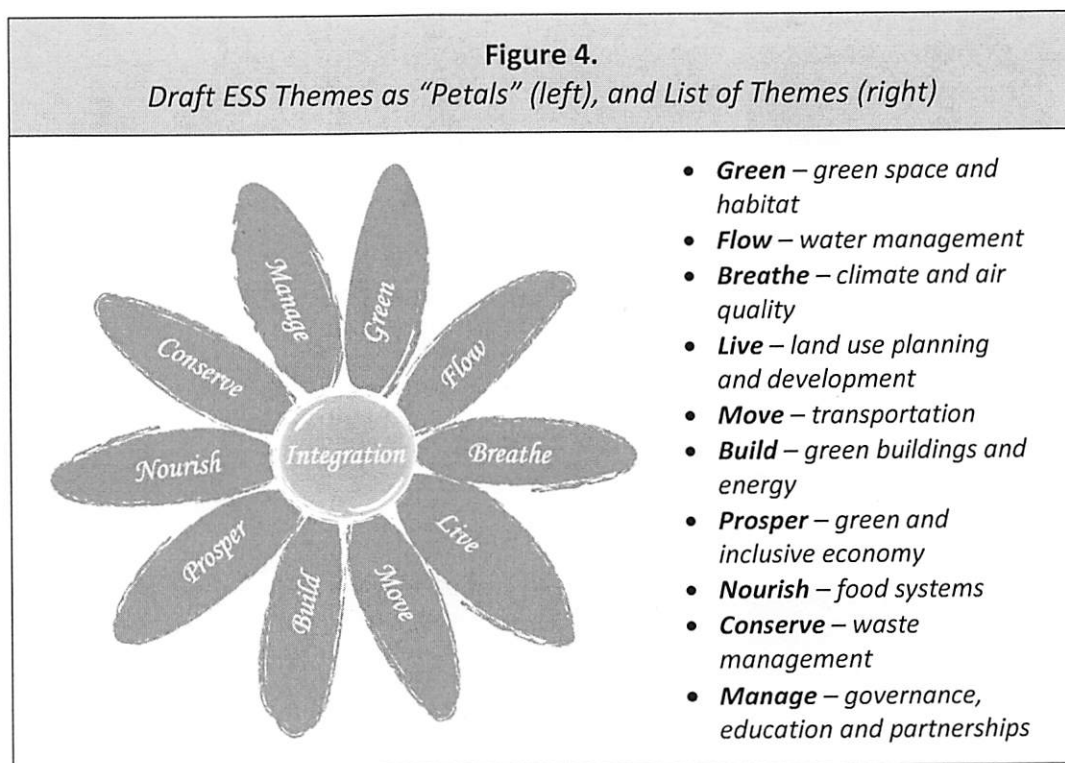 Figure 4.
Draft ESS Themes as “Petals” (left), and List of Themes (right)
Manage
Green
Conserve
Flow
Nourish
Integration
Breathe
Prosper
Live
Build
Move
• Green – green space and
habitat
• Flow – water management
• Breathe – climate and air
quality
• Live – land use planning
and development
• Move – transportation
• Build – green buildings and
energy
• Prosper – green and
inclusive economy
• Nourish – food systems
• Conserve – waste
management
• Manage – governance,
education and partnerships